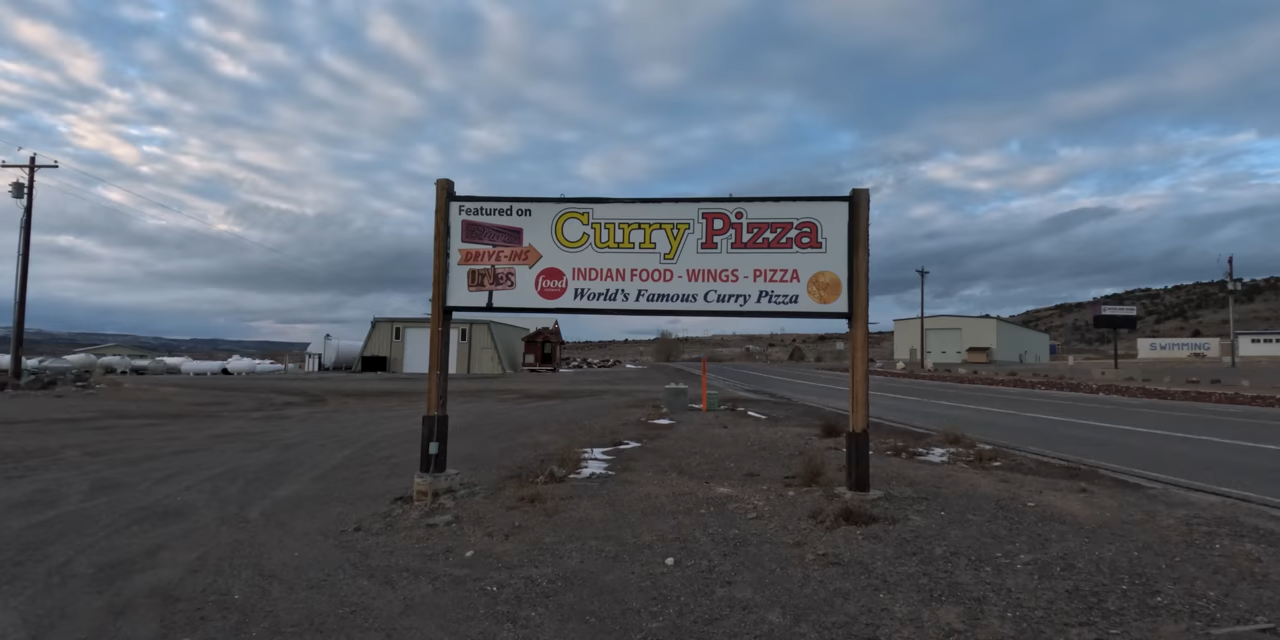 Featured on
Curry Pizza
DRIVE-INS
DIVES
food
INDIAN FOOD - WINGS - PIZZA
World's Famous Curry Pizza
SWIMMING